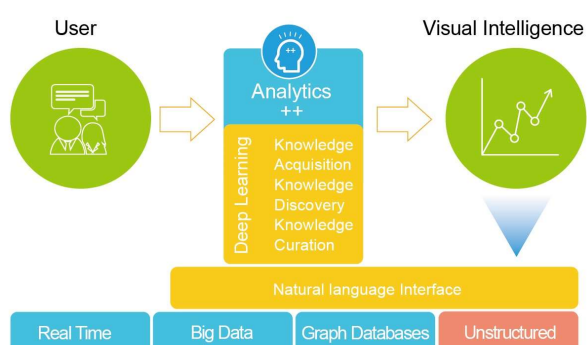 User
Visual Intelligence
++
Analytics
++
Deep Learning
Knowledge
Acquisition
Knowledge
Discovery
Knowledge
Curation
Natural language Interface
Real Time
Big Data
Graph Databases
Unstructured